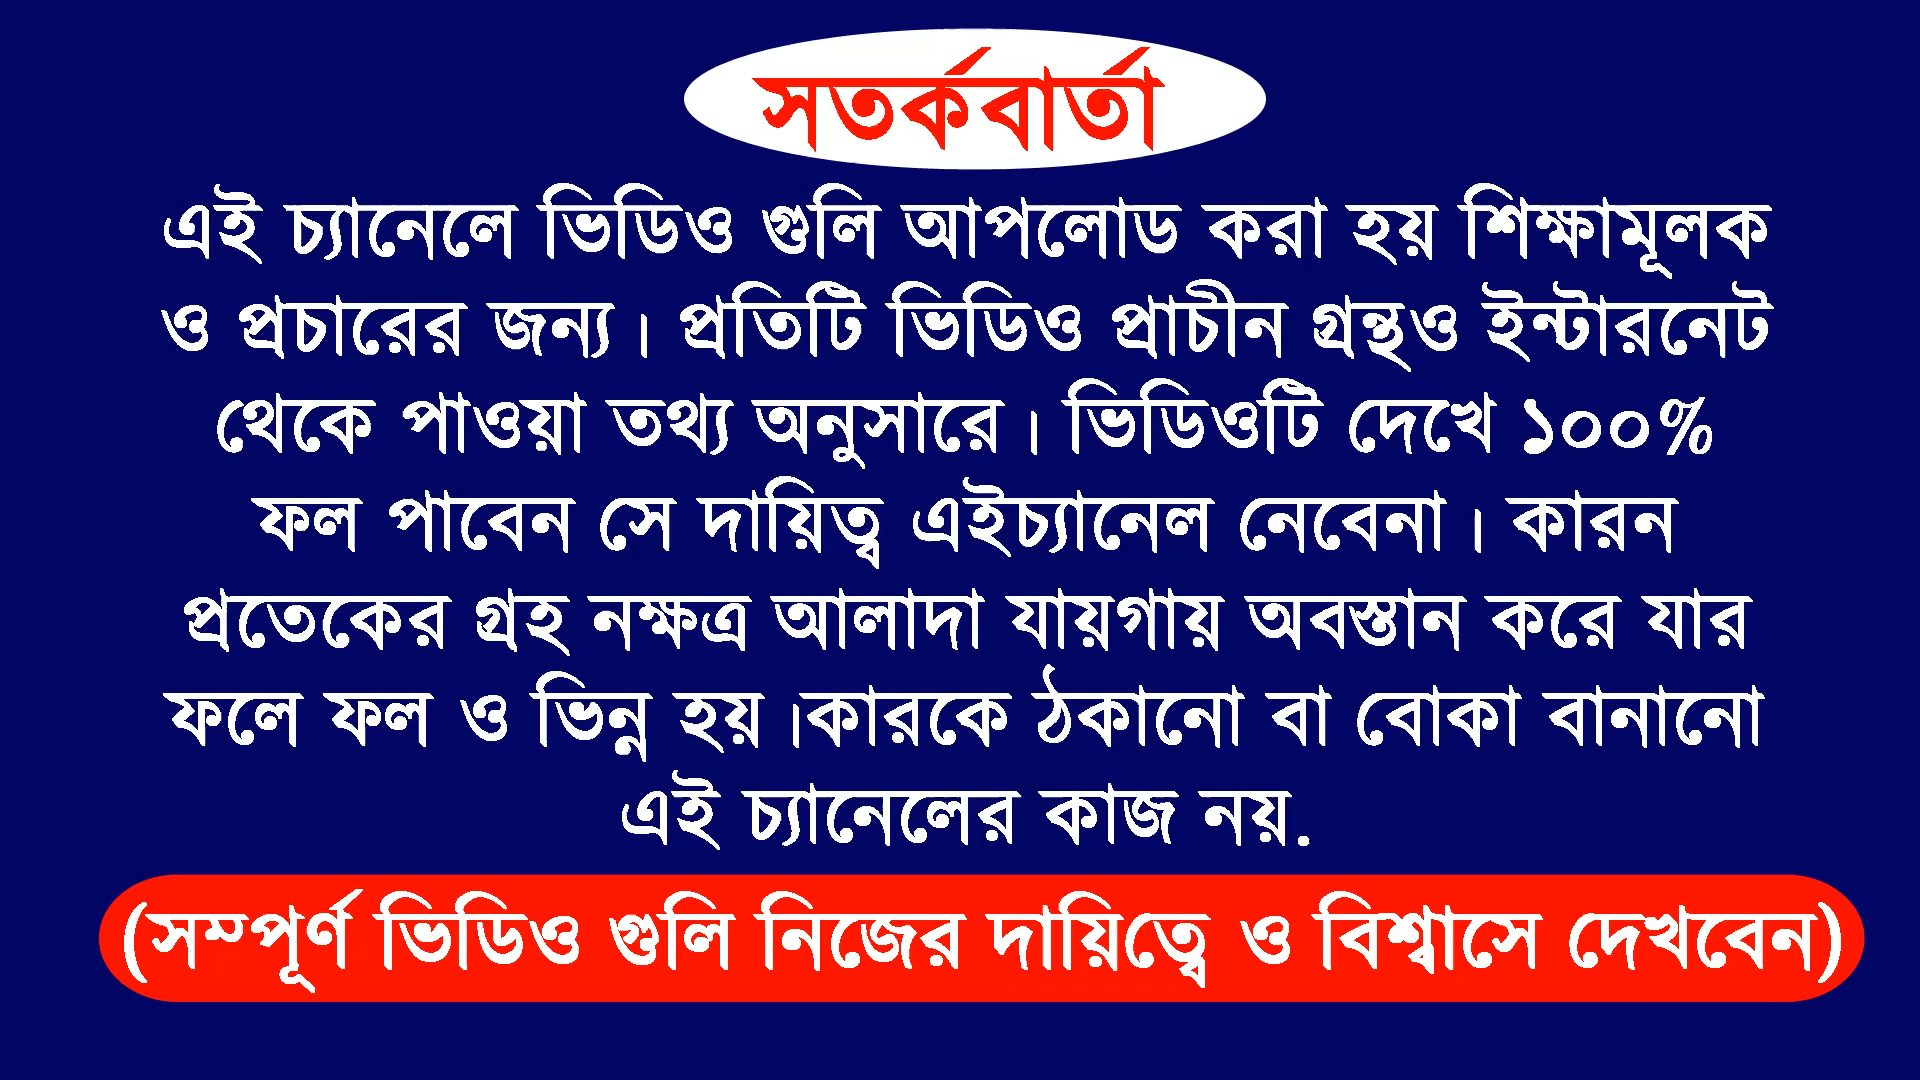 সতর্কবার্তা
এই চ্যানেলে ভিডিও গুলি আপলোড করা হয় শিক্ষামূলক
ও প্রচারের জন্য। প্রতিটি ভিডিও প্রাচীন গ্রন্থও ইন্টারনেট
থেকে পাওয়া তথ্য অনুসারে। ভিডিওটি দেখে ১০০%
ফল পাবেন সে দায়িত্ব এইচ্যানেল নেবেনা। কারন
প্রতেকের গ্রহ নক্ষত্র আলাদা যায়গায় অবস্তান করে যার
ফলে ফল ও ভিন্ন হয়।কারকে ঠকানো বা বোকা বানানো
এই চ্যানেলের কাজ নয়.
(সম্পূর্ণ ভিডিও গুলি নিজের দায়িত্বে ও বিশ্বাসে দেখবেন)